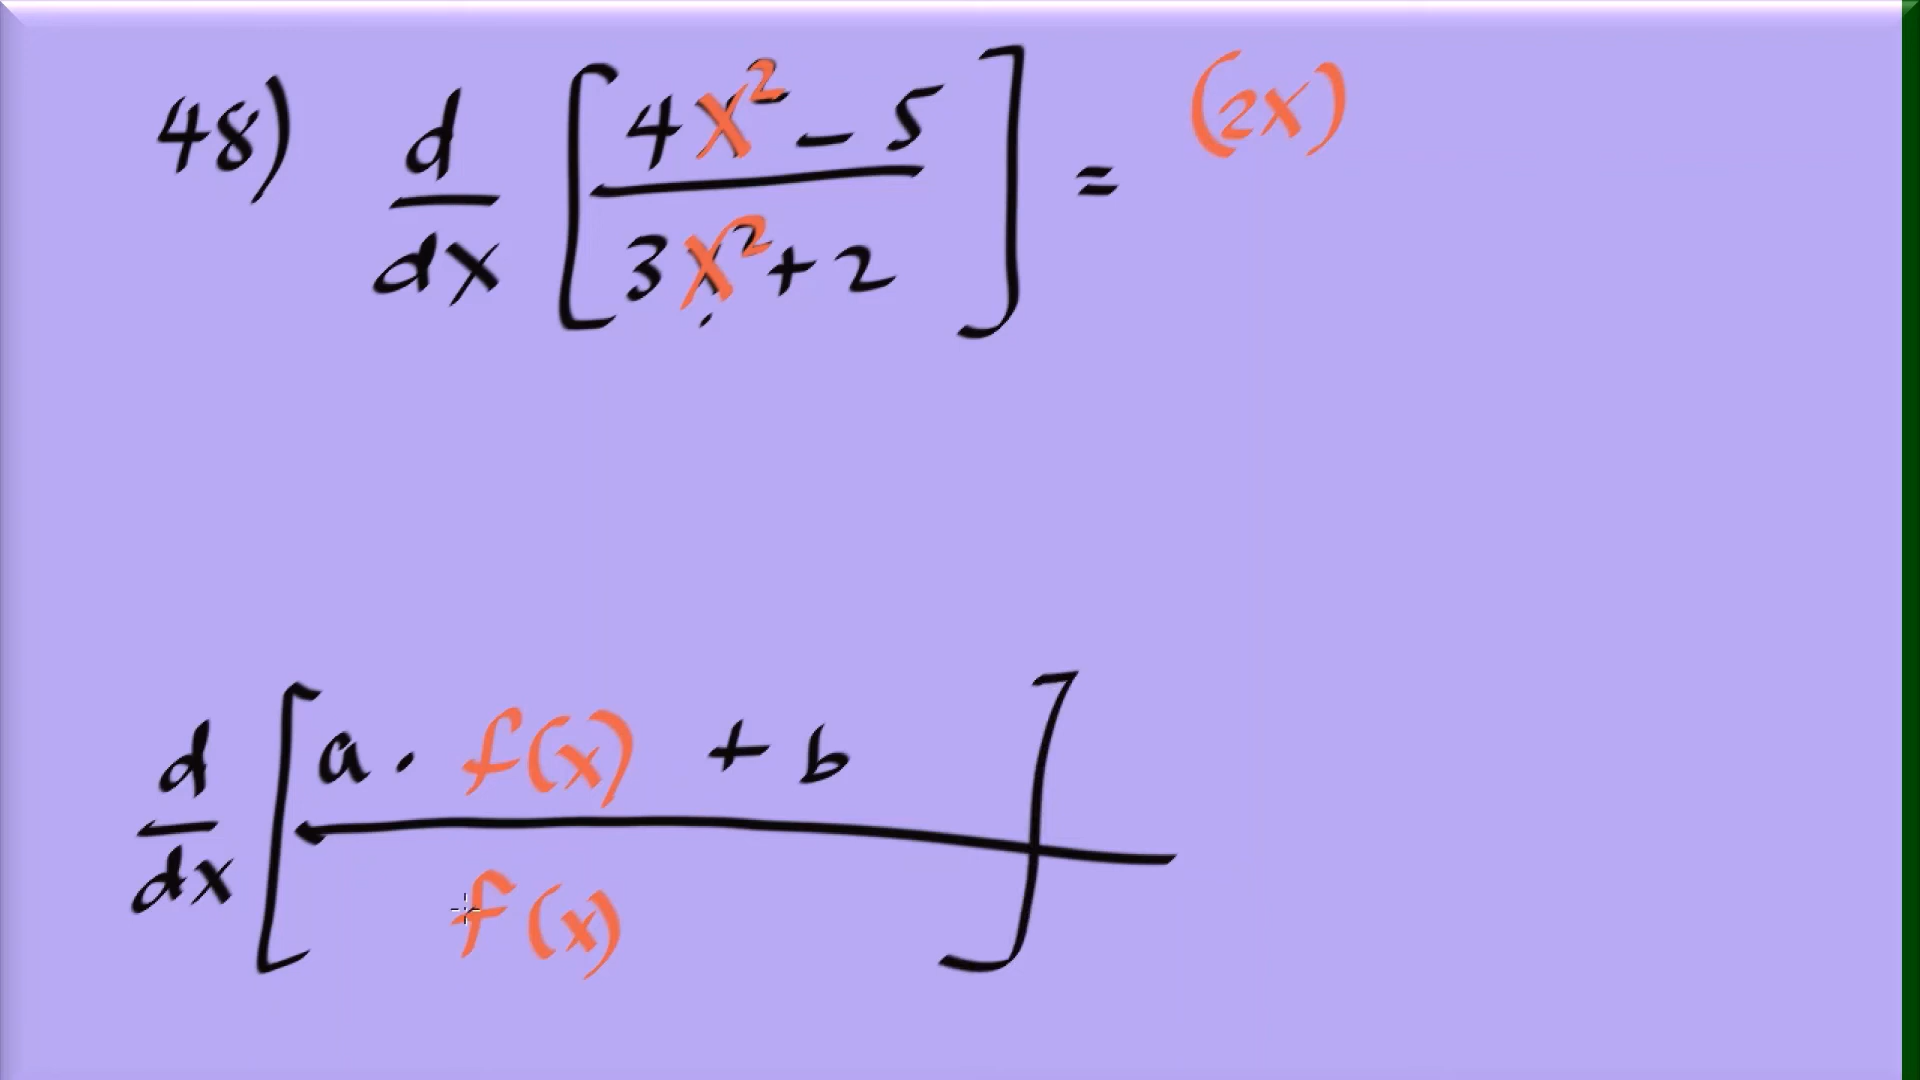 48) d/dx [ 4x² - 5 / 3x² + 2 ] = (2x)
d/dx [ a · f(x) + b / f(x) ]